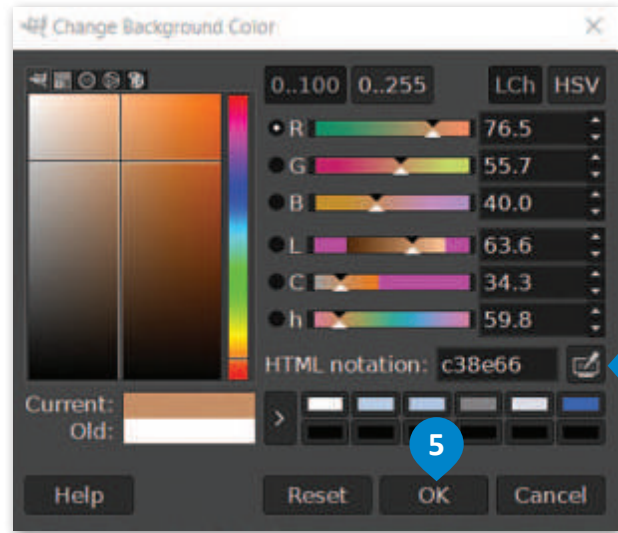 Change Background Color
0..100 0..255 LCh HSV
R 76.5
G 55.7
B 40.0
L 63.6
C 34.3
h 59.8
HTML notation: c38e66
Current:
Old:
>
5
Help Reset OK Cancel